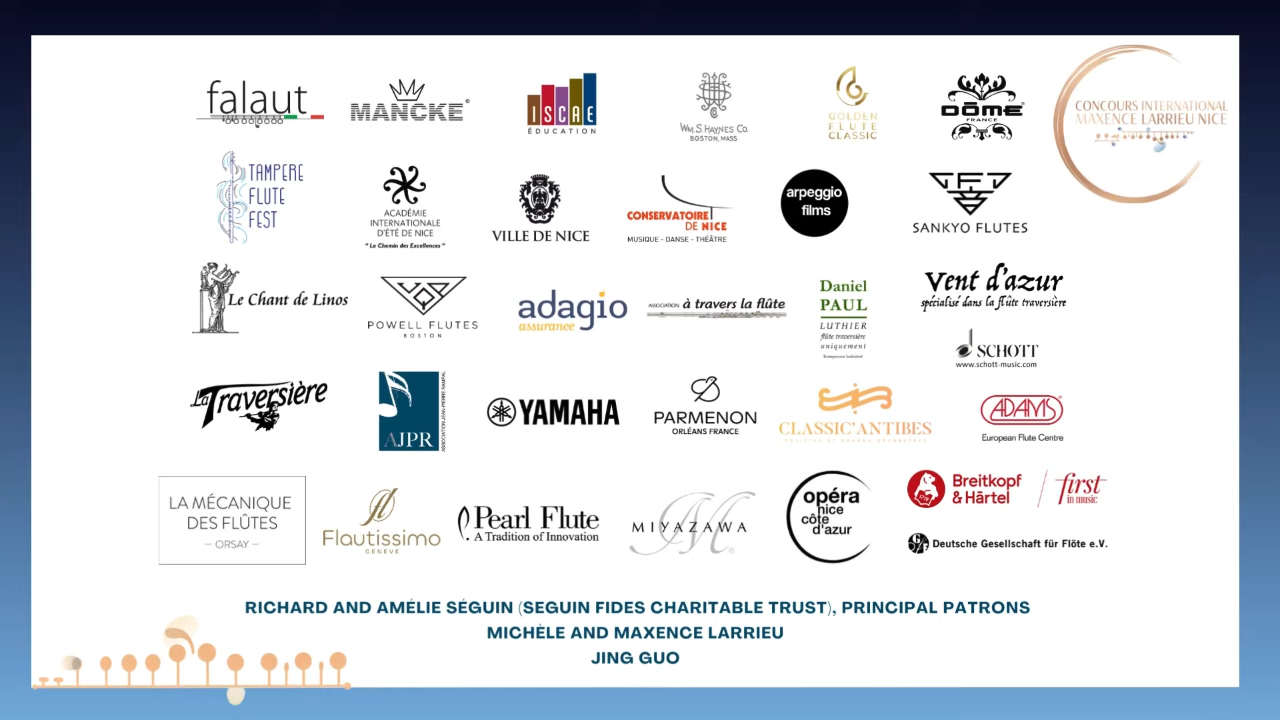 falaut
MANCKE
ISCAE
ÉDUCATION
WM. S. HAYNES CO.
BOSTON, MASS
GOLDEN
FLUTE
CLASSIC
DÔME
FRANCE
CONCOURS INTERNATIONAL
MAXENCE LARRIEU NICE
TAMPERE
FLUTE
FEST
ACADÉMIE
INTERNATIONALE
D'ÉTÉ DE NICE
" Le Chemin des Excellences "
VILLE DE NICE
CONSERVATOIRE
DE NICE
MUSIQUE - DANSE - THÉÂTRE
arpeggio
films
SANKYO FLUTES
Le Chant de Linos
POWELL FLUTES
BOSTON
adagio
assurance
ASSOCIATION à travers la flûte
Daniel
PAUL
LUTHIER
flûte traversière
uniquement
Vent d'azur
spécialisé dans la flûte traversière
SCHOTT
www.schott-music.com
La Traversière
AJPR
ASSOCIATION JEAN-PIERRE RAMPAL
YAMAHA
PARMENON
ORLÉANS FRANCE
CLASSIC'ANTIBES
ADAMS
European Flute Centre
LA MÉCANIQUE
DES FLÛTES
– ORSAY –
Flautissimo
GENÈVE
Pearl Flute
A Tradition of Innovation
MIYAZAWA
opéra
nice
côte
d'azur
Breitkopf
& Härtel
first
in music
Deutsche Gesellschaft für Flöte e.V.
RICHARD AND AMÉLIE SÉGUIN (SEGUIN FIDES CHARITABLE TRUST), PRINCIPAL PATRONS
MICHÈLE AND MAXENCE LARRIEU
JING GUO